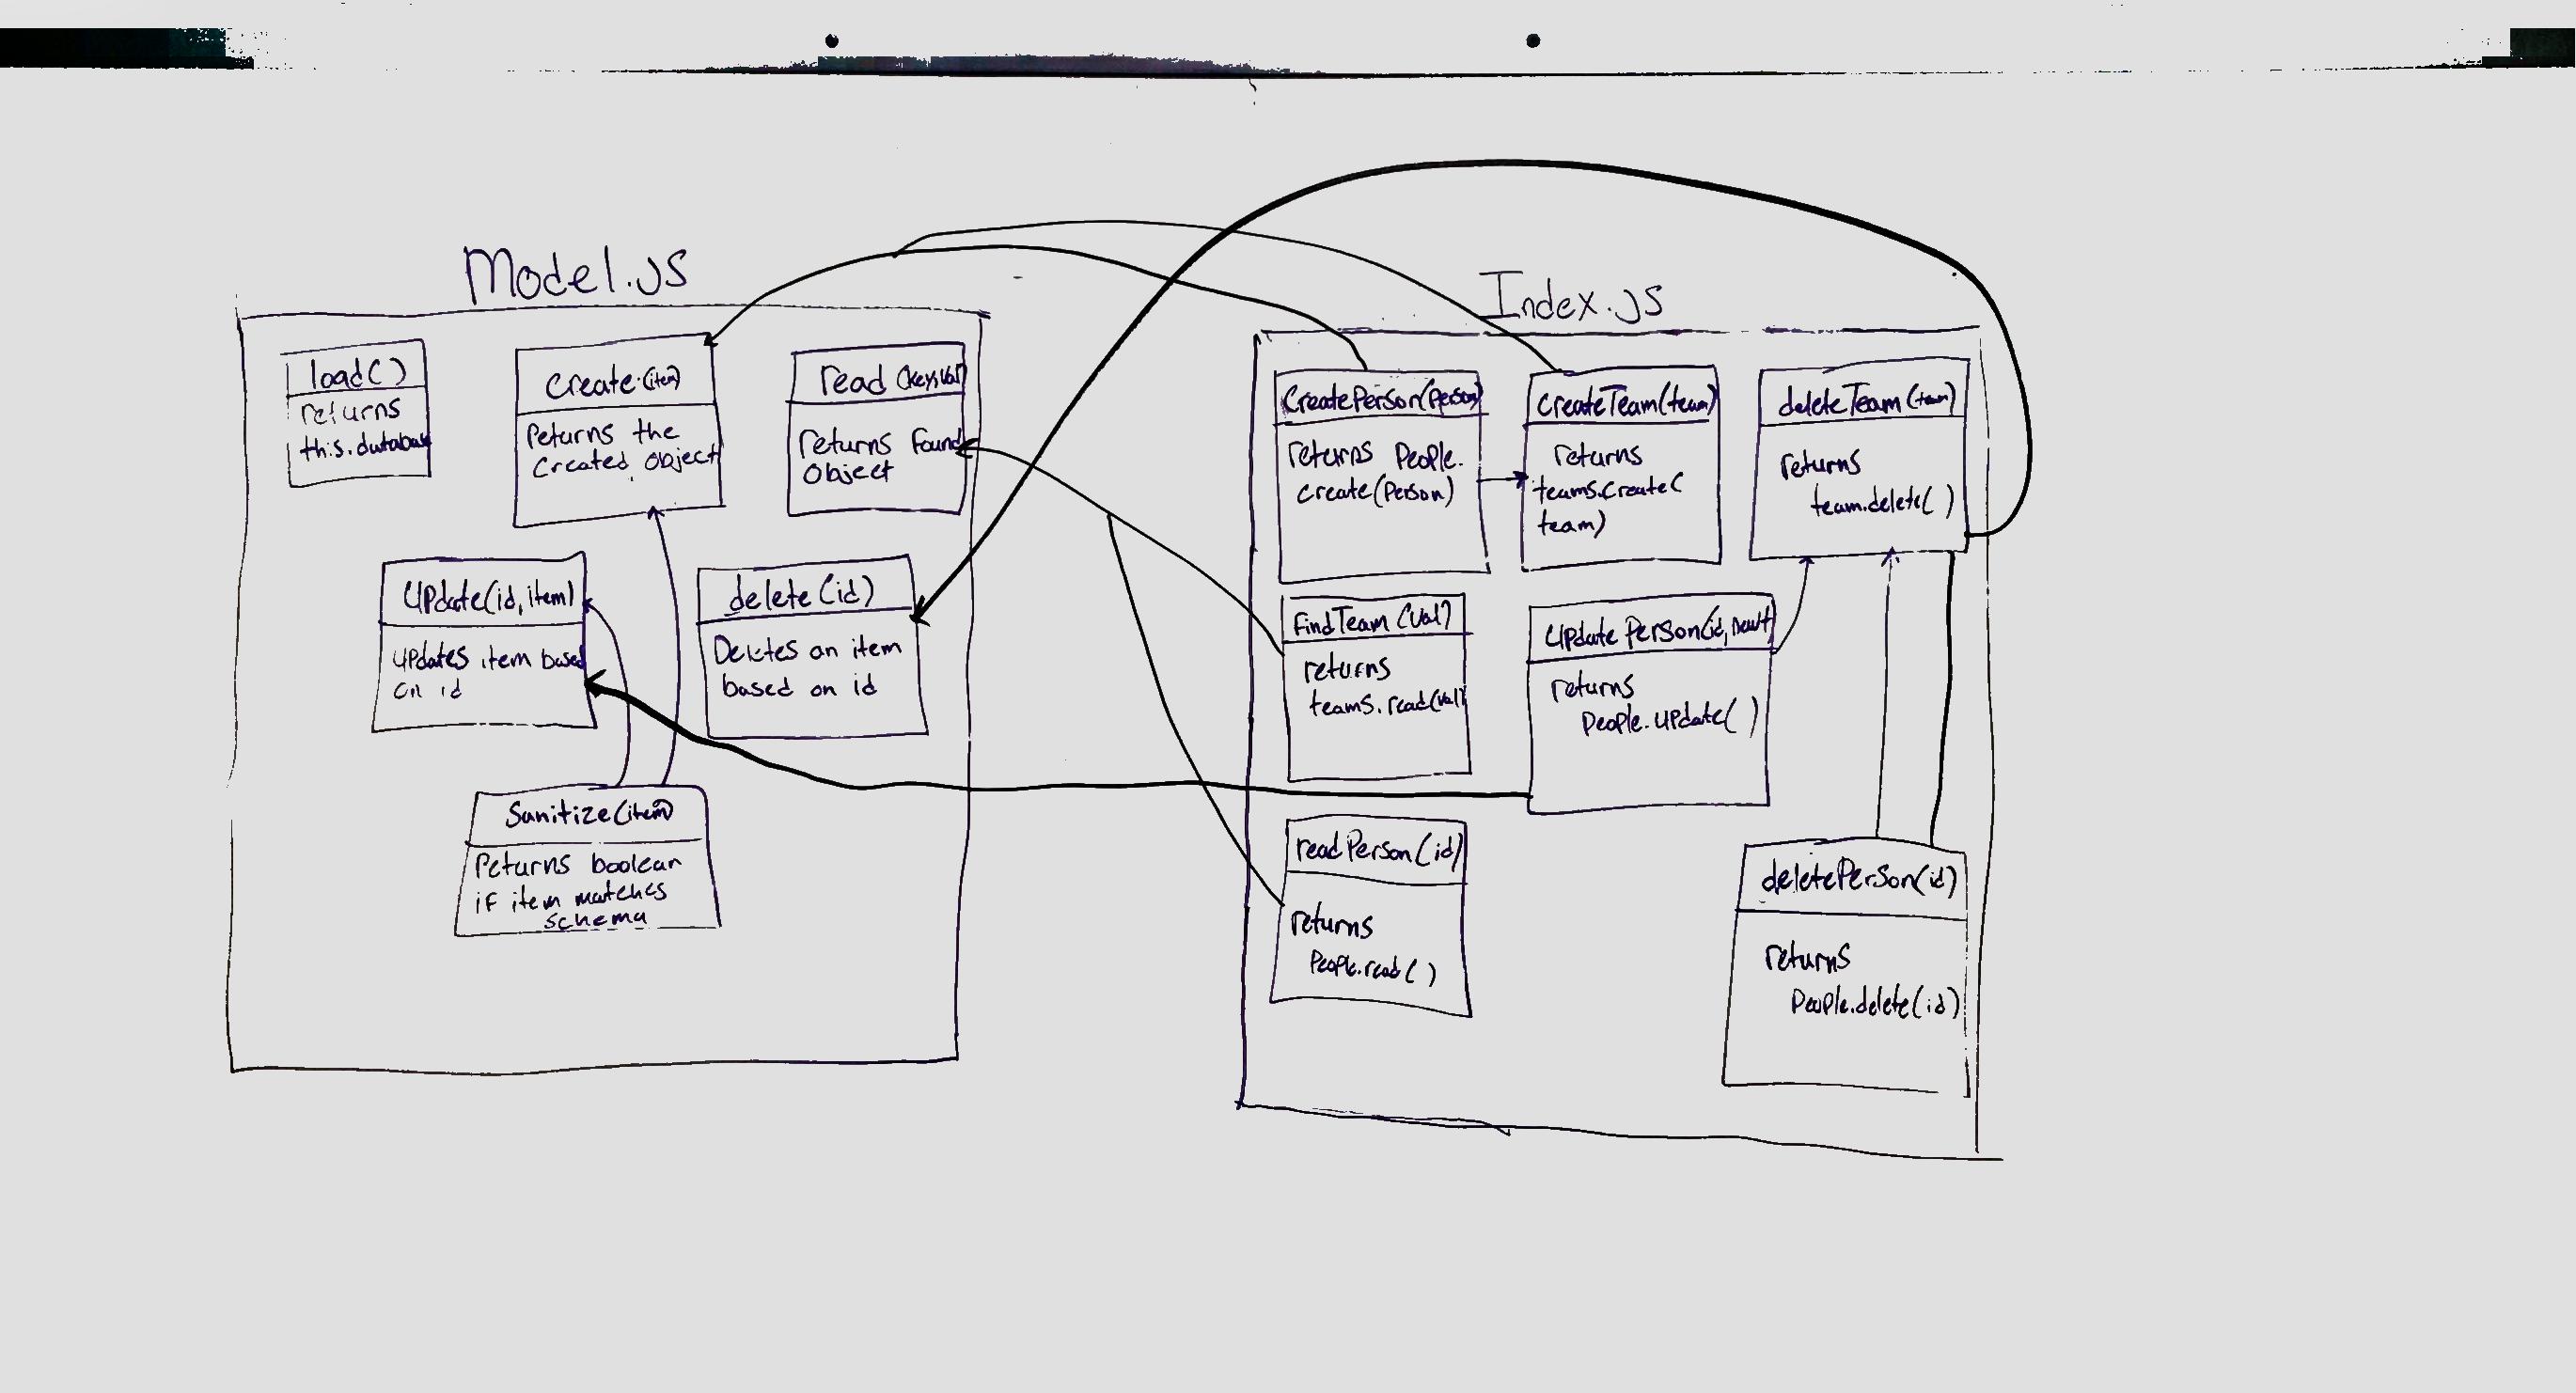 Model.JS
load()
returns
this.database
create(item)
returns the
created object
read (key,val)
returns found
object
update(id, item)
updates item based
on id
delete(id)
Deletes an item
based on id
Sanitize(item)
returns boolean
if item matches
schema
Index.JS
createPerson(person)
returns People.
create(person)
createTeam(team)
returns
teams.create(
team)
deleteTeam(team)
returns
team.delete()
findTeam(val)
returns
teams.read(val)
updatePerson(id,
returns
People.update()
readPerson(id)
returns
People.read()
deletePerson(id)
returns
People.delete(id)